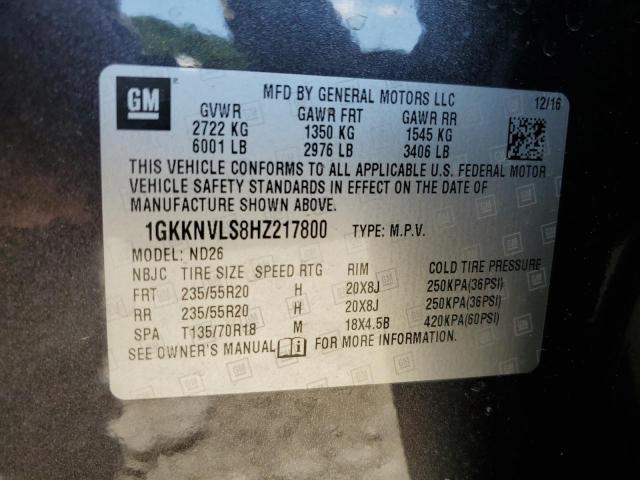 GM
MFD BY GENERAL MOTORS LLC
12/16
GVWR GAWR FRT GAWR RR
2722 KG 1350 KG 1545 KG
6001 LB 2976 LB 3406 LB
THIS VEHICLE CONFORMS TO ALL APPLICABLE U.S. FEDERAL MOTOR
VEHICLE SAFETY STANDARDS IN EFFECT ON THE DATE OF
MANUFACTURE SHOWN ABOVE.
1GKKNVLS8HZ217800 TYPE: M.P.V.
MODEL: ND26
NBJC TIRE SIZE SPEED RTG RIM COLD TIRE PRESSURE
FRT 235/55R20 H 20X8J 250KPA(36PSI)
RR 235/55R20 H 20X8J 250KPA(36PSI)
SPA T135/70R18 M 18X4.5B 420KPA(60PSI)
SEE OWNER'S MANUAL FOR MORE INFORMATION.